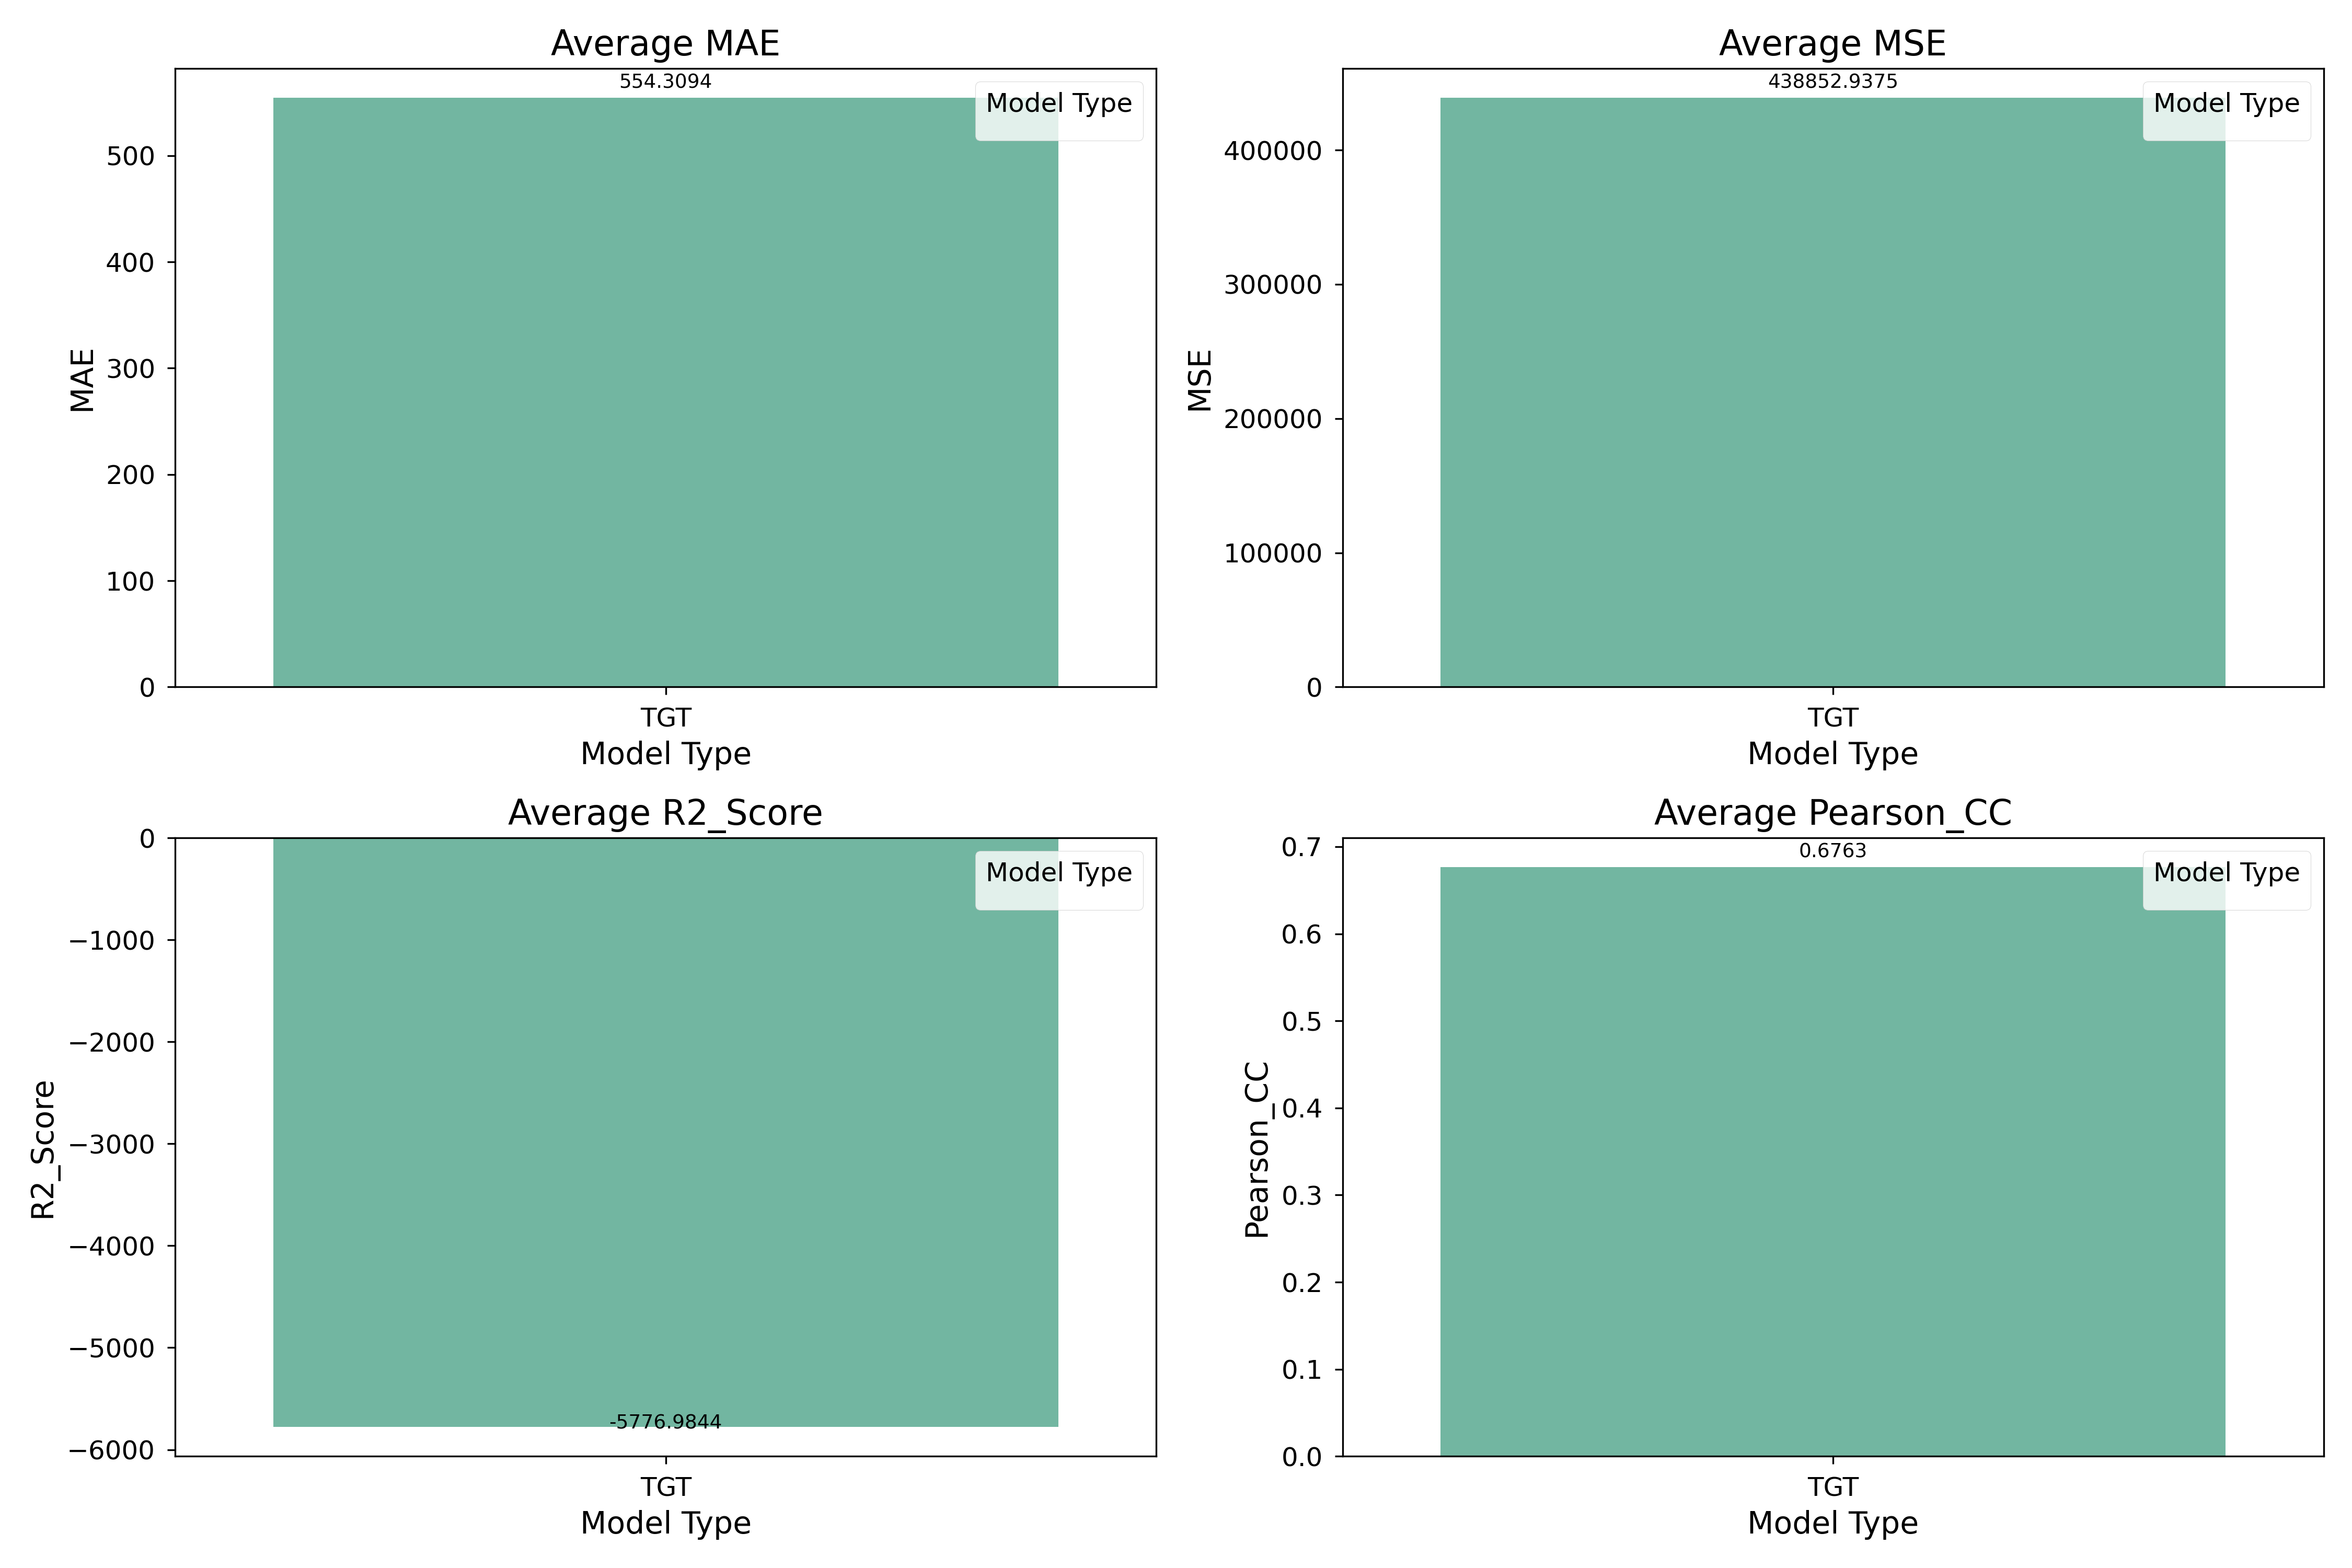 Average MAE
554.3094
Model Type
500
400
300
200
100
0
MAE
TGT
Model Type
Average MSE
438852.9375
Model Type
400000
300000
200000
100000
0
MSE
TGT
Model Type
Average R2_Score
0
Model Type
−1000
−2000
−3000
−4000
−5000
−6000
R2_Score
-5776.9844
TGT
Model Type
Average Pearson_CC
0.6763
Model Type
0.7
0.6
0.5
0.4
0.3
0.2
0.1
0.0
Pearson_CC
TGT
Model Type